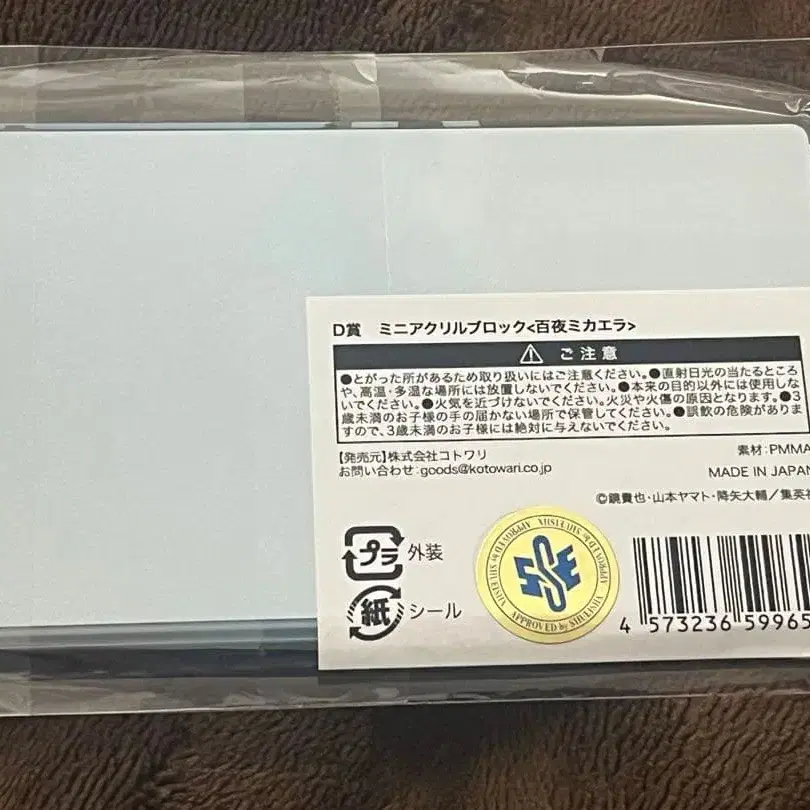 D賞　ミニアクリルブロック<百夜ミカエラ>
ご注意
●とがった所があるため取り扱いにはご注意ください。●直射日光の当たるところ
や、高温・多湿な場所には放置しないでください。●本来の目的以外には使用しな
いでください。●火気を近づけないでください。火災や火傷の原因となります。●3
歳未満のお子様の手の届かない場所で保管してください。●誤飲の危険がありま
すので、3歳未満のお子様には絶対に与えないでください。
【発売元】株式会社コトワリ
素材:PMMA
お問い合わせ:goods@kotowari.co.jp
MADE IN JAPAN
©鏡貴也・山本ヤマト・降矢大輔／集英社
プラ 外装
紙 シール
APPROVED by SHUEISHA
4 573236 59965